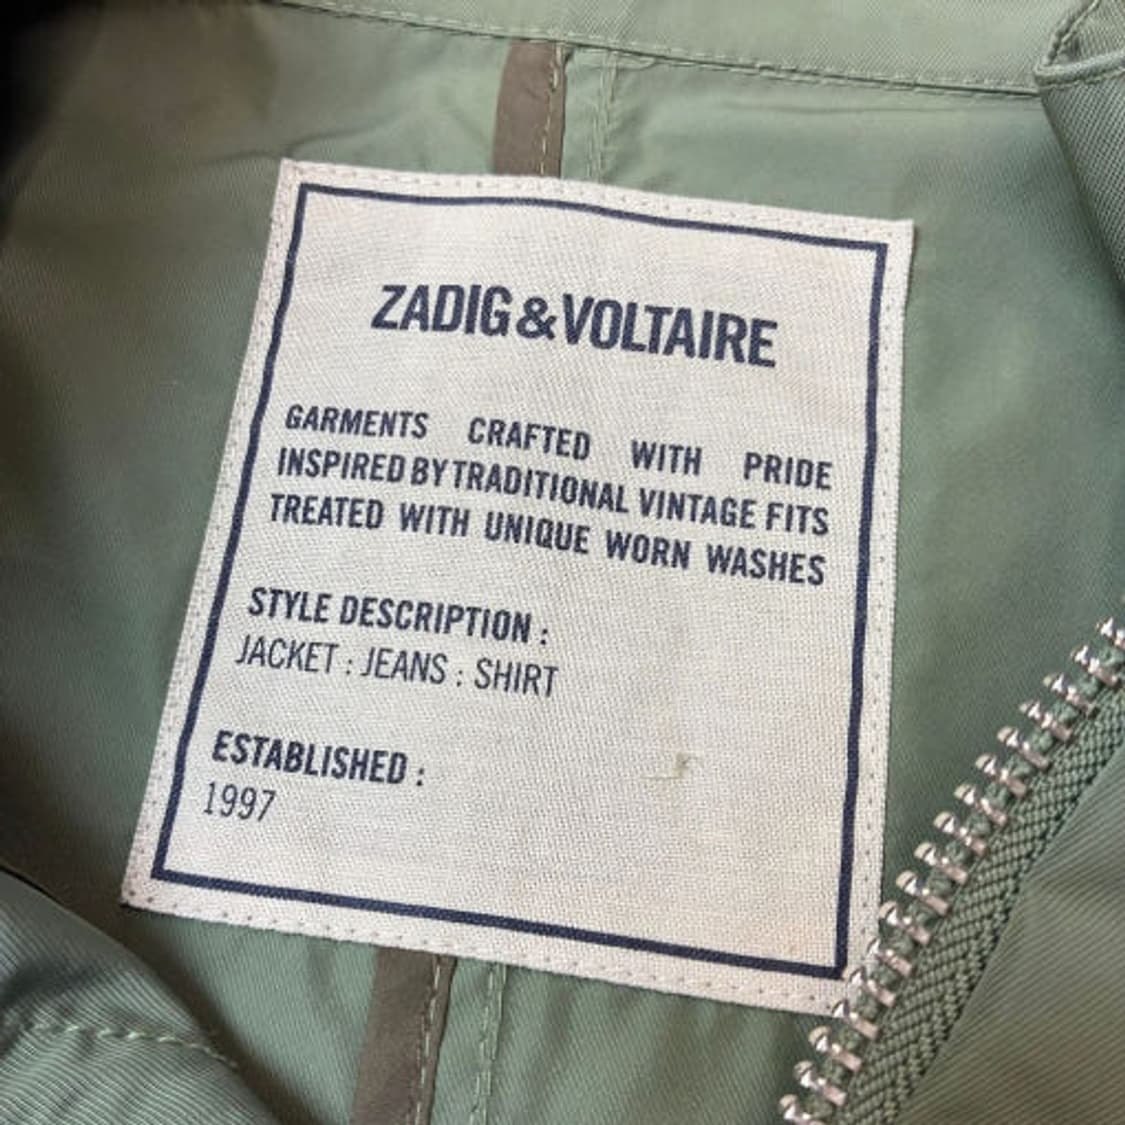 ZADIG&VOLTAIRE
GARMENTS CRAFTED WITH PRIDE
INSPIRED BY TRADITIONAL VINTAGE FITS
TREATED WITH UNIQUE WORN WASHES
STYLE DESCRIPTION :
JACKET : JEANS : SHIRT
ESTABLISHED :
1997